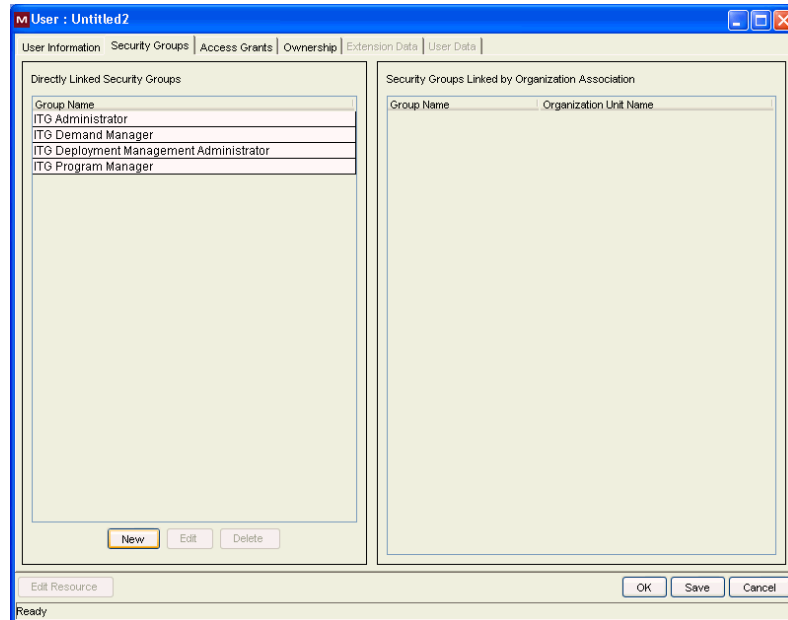 M User : Untitled2
User Information Security Groups Access Grants Ownership Extension Data User Data
Directly Linked Security Groups
Group Name
ITG Administrator
ITG Demand Manager
ITG Deployment Management Administrator
ITG Program Manager
New Edit Delete
Security Groups Linked by Organization Association
Group Name Organization Unit Name
Edit Resource OK Save Cancel
Ready